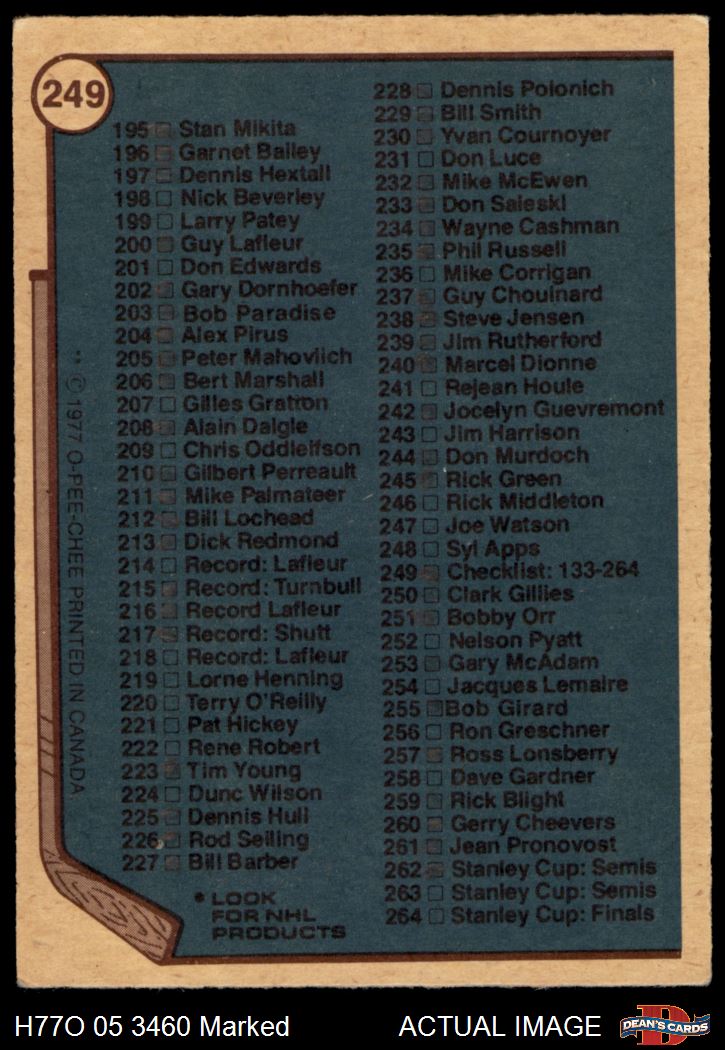 249
195 Stan Mikita
196 Garnet Bailey
197 Dennis Hextall
198 Nick Beverley
199 Larry Patey
200 Guy Lafleur
201 Don Edwards
202 Gary Dornhoefer
203 Bob Paradise
204 Alex Pirus
205 Peter Mahovlich
206 Bert Marshall
207 Gilles Gratton
208 Alain Daigle
209 Chris Oddleifson
210 Gilbert Perreault
211 Mike Palmateer
212 Bill Lochead
213 Dick Redmond
214 Record: Lafleur
215 Record: Turnbull
216 Record Lafleur
217 Record: Shutt
218 Record: Lafleur
219 Lorne Henning
220 Terry O'Reilly
221 Pat Hickey
222 Rene Robert
223 Tim Young
224 Dunc Wilson
225 Dennis Hull
226 Rod Seiling
227 Bill Barber
* LOOK
FOR NHL
PRODUCTS
228 Dennis Polonich
229 Bill Smith
230 Yvan Cournoyer
231 Don Luce
232 Mike McEwen
233 Don Saleski
234 Wayne Cashman
235 Phil Russell
236 Mike Corrigan
237 Guy Chouinard
238 Steve Jensen
239 Jim Rutherford
240 Marcel Dionne
241 Rejean Houle
242 Jocelyn Guevremont
243 Jim Harrison
244 Don Murdoch
245 Rick Green
246 Rick Middleton
247 Joe Watson
248 Syl Apps
249 Checklist: 133-264
250 Clark Gillies
251 Bobby Orr
252 Nelson Pyatt
253 Gary McAdam
254 Jacques Lemaire
255 Bob Girard
256 Ron Greschner
257 Ross Lonsberry
258 Dave Gardner
259 Rick Blight
260 Gerry Cheevers
261 Jean Pronovost
262 Stanley Cup: Semis
263 Stanley Cup: Semis
264 Stanley Cup: Finals
** © 1977 O-PEE-CHEE PRINTED IN CANADA
H77O 05 3460 Marked
ACTUAL IMAGE
D
DEAN'S CARDS